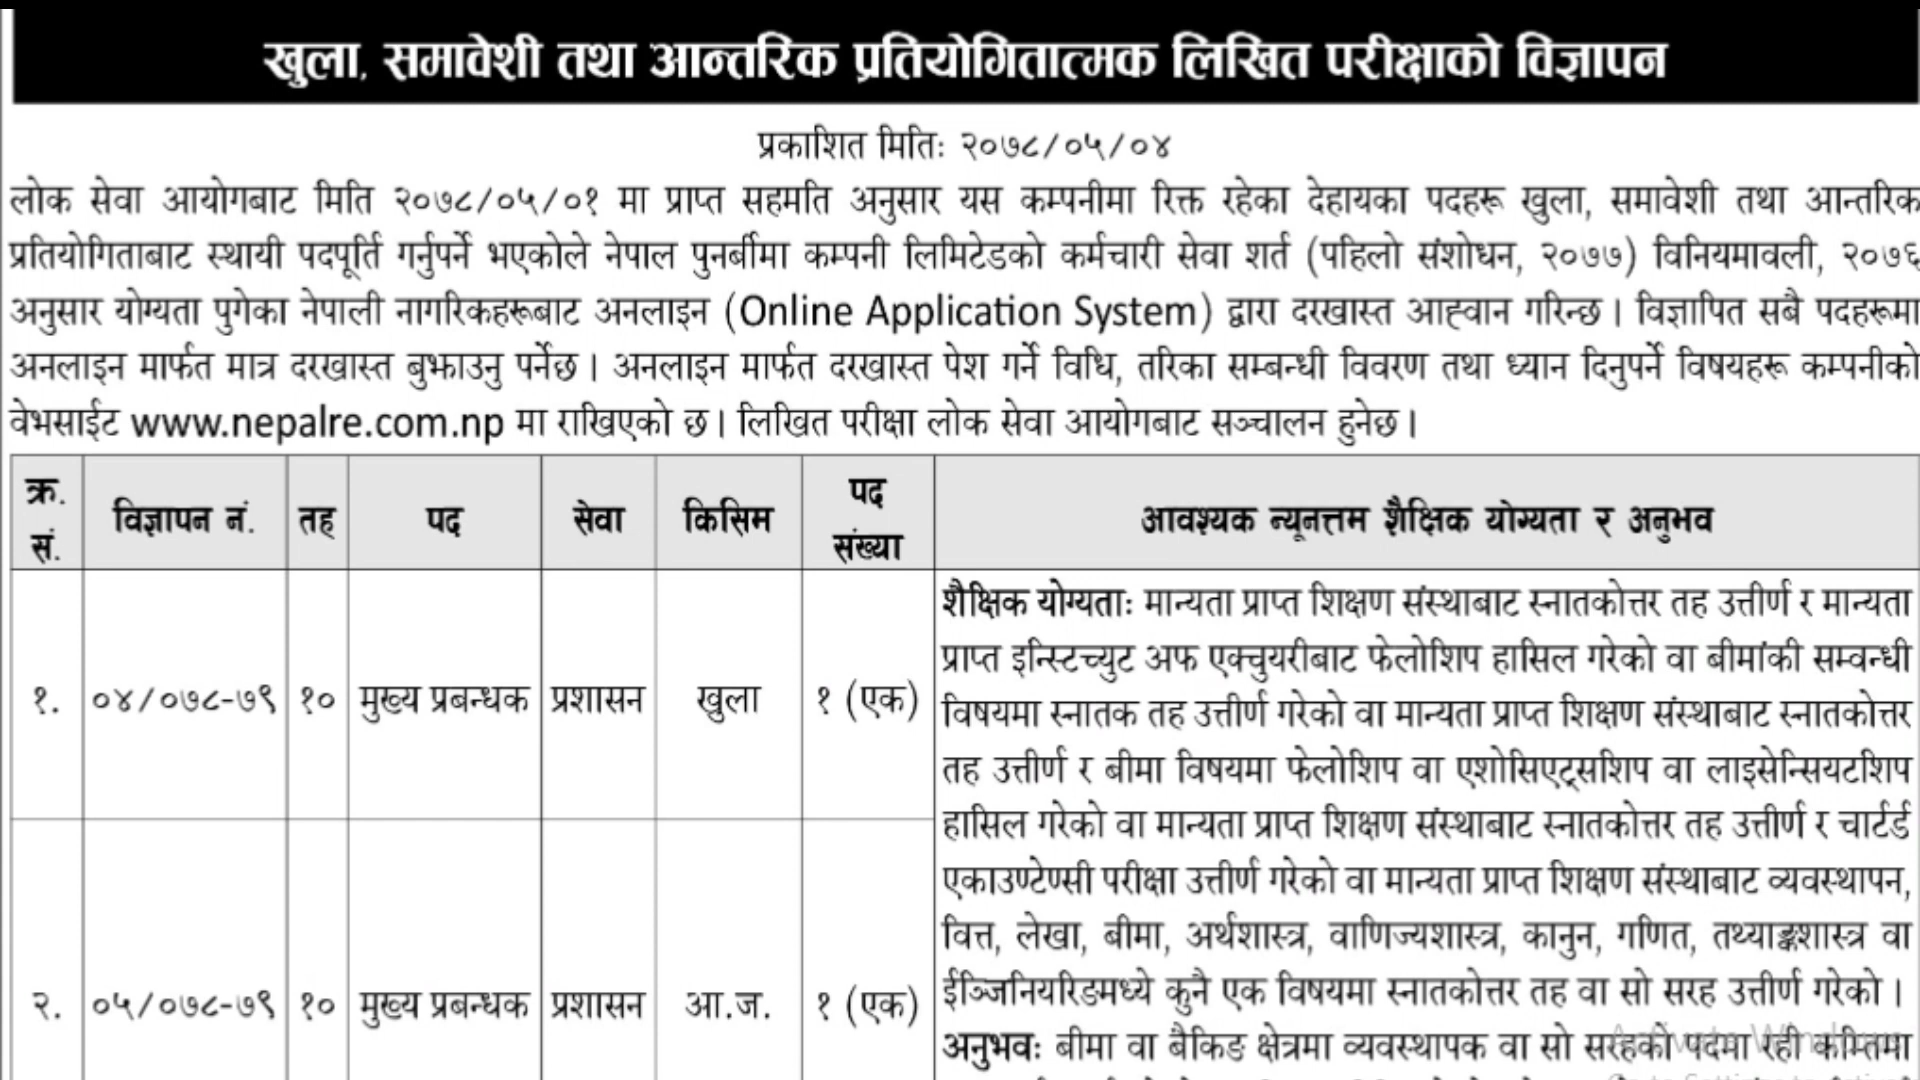 खुला, समावेशी तथा आन्तरिक प्रतियोगितात्मक लिखित परीक्षाको विज्ञापन
प्रकाशित मितिः २०७८/०५/०४
लोक सेवा आयोगबाट मिति २०७८/०५/०१ मा प्राप्त सहमति अनुसार यस कम्पनीमा रिक्त रहेका देहायका पदहरू खुला, समावेशी तथा आन्तरिक
प्रतियोगिताबाट स्थायी पदपूर्ति गर्नुपर्ने भएकोले नेपाल पुनर्बीमा कम्पनी लिमिटेडको कर्मचारी सेवा शर्त (पहिलो संशोधन, २०७७) विनियमावली, २०७६
अनुसार योग्यता पुगेका नेपाली नागरिकहरूबाट अनलाइन (Online Application System) द्वारा दरखास्त आह्वान गरिन्छ। विज्ञापित सबै पदहरूमा
अनलाइन मार्फत मात्र दरखास्त बुझाउनु पर्नेछ। अनलाइन मार्फत दरखास्त पेश गर्ने विधि, तरिका सम्बन्धी विवरण तथा ध्यान दिनुपर्ने विषयहरू कम्पनीको
वेभसाईट www.nepalre.com.np मा राखिएको छ। लिखित परीक्षा लोक सेवा आयोगबाट सञ्चालन हुनेछ।
क्र. सं. विज्ञापन नं. तह पद सेवा किसिम पद संख्या आवश्यक न्यूनत्तम शैक्षिक योग्यता र अनुभव
१. ०४/०७८-७९ १० मुख्य प्रबन्धक प्रशासन खुला १ (एक)
२. ०५/०७८-७९ १० मुख्य प्रबन्धक प्रशासन आ.ज. १ (एक)
शैक्षिक योग्यताः मान्यता प्राप्त शिक्षण संस्थाबाट स्नातकोत्तर तह उत्तीर्ण र मान्यता
प्राप्त इन्स्टिच्युट अफ एक्चुयरीबाट फेलोशिप हासिल गरेको वा बीमांकी सम्वन्धी
विषयमा स्नातक तह उत्तीर्ण गरेको वा मान्यता प्राप्त शिक्षण संस्थाबाट स्नातकोत्तर
तह उत्तीर्ण र बीमा विषयमा फेलोशिप वा एशोसिएट्सशिप वा लाइसेन्सियटशिप
हासिल गरेको वा मान्यता प्राप्त शिक्षण संस्थाबाट स्नातकोत्तर तह उत्तीर्ण र चार्टर्ड
एकाउण्टेण्सी परीक्षा उत्तीर्ण गरेको वा मान्यता प्राप्त शिक्षण संस्थाबाट व्यवस्थापन,
वित्त, लेखा, बीमा, अर्थशास्त्र, वाणिज्यशास्त्र, कानुन, गणित, तथ्याङ्कशास्त्र वा
ईञ्जिनियरिङमध्ये कुनै एक विषयमा स्नातकोत्तर तह वा सो सरह उत्तीर्ण गरेको।
अनुभवः बीमा वा बैकिङ क्षेत्रमा व्यवस्थापक वा सो सरहको पदमा रही कम्तिमा
Activate Windows